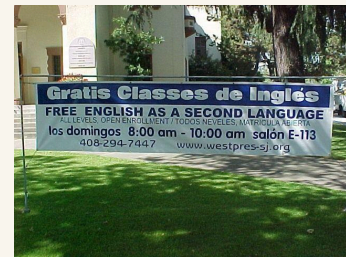 Gratis Classes de Inglés
FREE ENGLISH AS A SECOND LANGUAGE
ALL LEVELS, OPEN ENROLLMENT / TODOS NEVELES, MATRICULA ABIERTA
los domingos 8:00 am - 10:00 am salón E-113
408-294-7447 www.westpres-sj.org